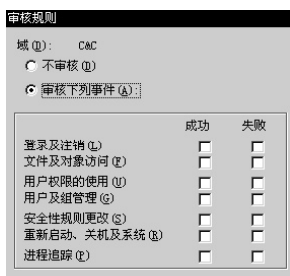 审核规则
域(D): C&C
不审核(D)
审核下列事件(A):
成功 失败
登录及注销(L)
文件及对象访问(F)
用户权限的使用(U)
用户及组管理(G)
安全性规则更改(S)
重新启动、关机及系统(R)
进程追踪(P)